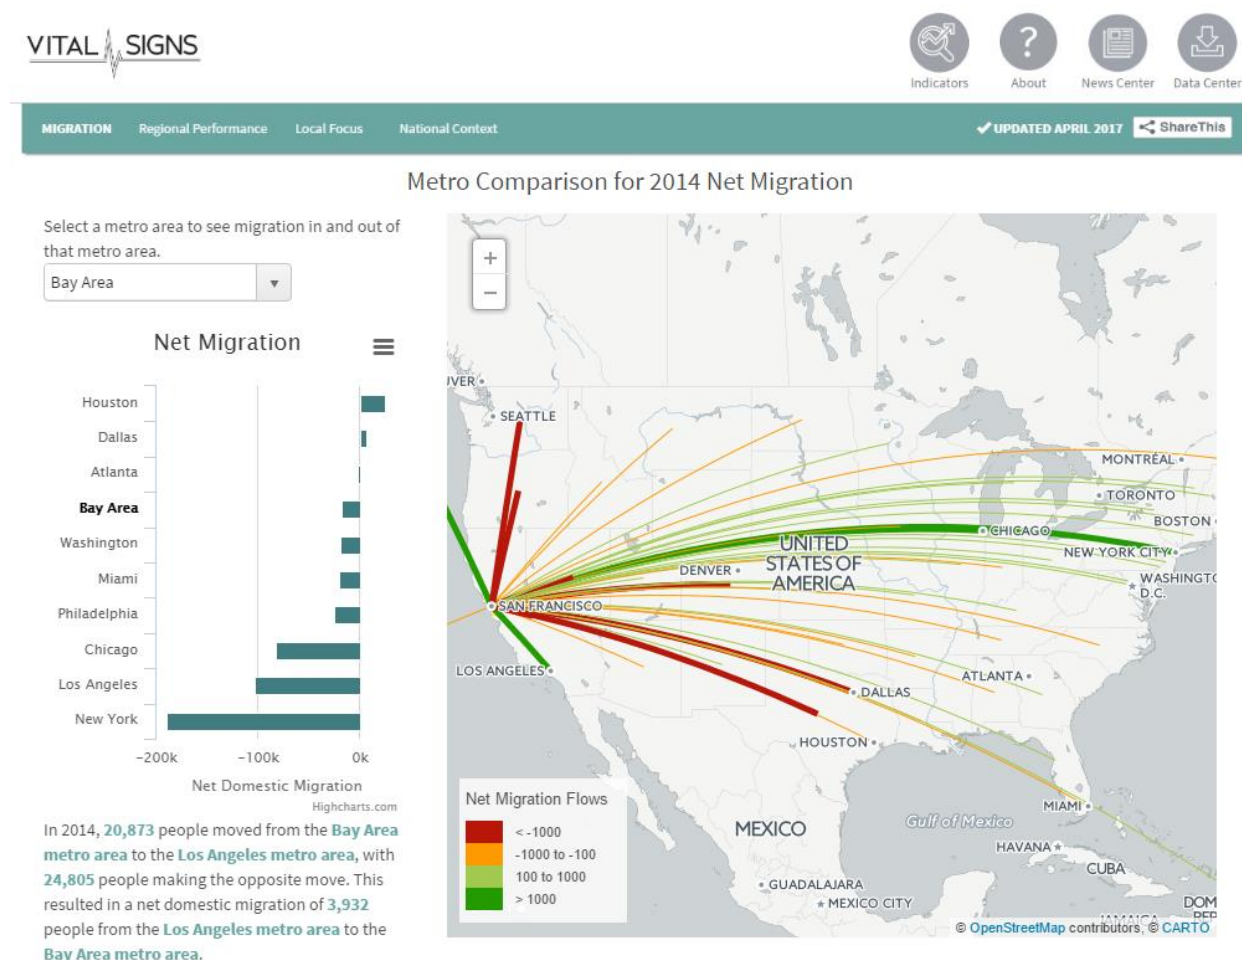 VITAL SIGNS
Indicators
About
News Center
Data Center
MIGRATION
Regional Performance
Local Focus
National Context
UPDATED APRIL 2017
ShareThis
Metro Comparison for 2014 Net Migration
Select a metro area to see migration in and out of
that metro area.
Bay Area
Net Migration
Houston
Dallas
Atlanta
Bay Area
Washington
Miami
Philadelphia
Chicago
Los Angeles
New York
-200k
-100k
0k
Net Domestic Migration
Highcharts.com
In 2014, 20,873 people moved from the Bay Area
metro area to the Los Angeles metro area, with
24,805 people making the opposite move. This
resulted in a net domestic migration of 3,932
people from the Los Angeles metro area to the
Bay Area metro area.
+
−
VER
SEATTLE
MONTRÉAL
TORONTO
BOSTON
CHICAGO
NEW YORK CITY
UNITED
STATES OF
AMERICA
DENVER
WASHINGTO
D.C.
SAN FRANCISCO
LOS ANGELES
ATLANTA
DALLAS
HOUSTON
MIAMI
Gulf of Mexico
MEXICO
HAVANA
CUBA
GUADALAJARA
MEXICO CITY
DOM
REP
JAMAICA
Net Migration Flows
< -1000
-1000 to -100
100 to 1000
> 1000
© OpenStreetMap contributors, © CARTO